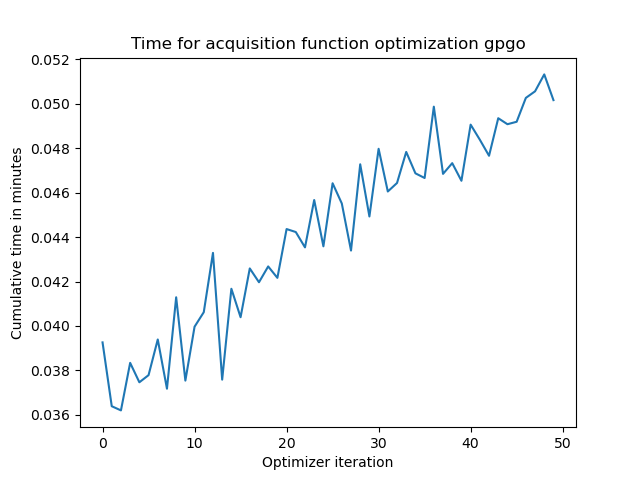 Time for acquisition function optimization gpgo
0.052
0.050
0.048
0.046
0.044
0.042
0.040
0.038
0.036
Cumulative time in minutes
0 10 20 30 40 50
Optimizer iteration